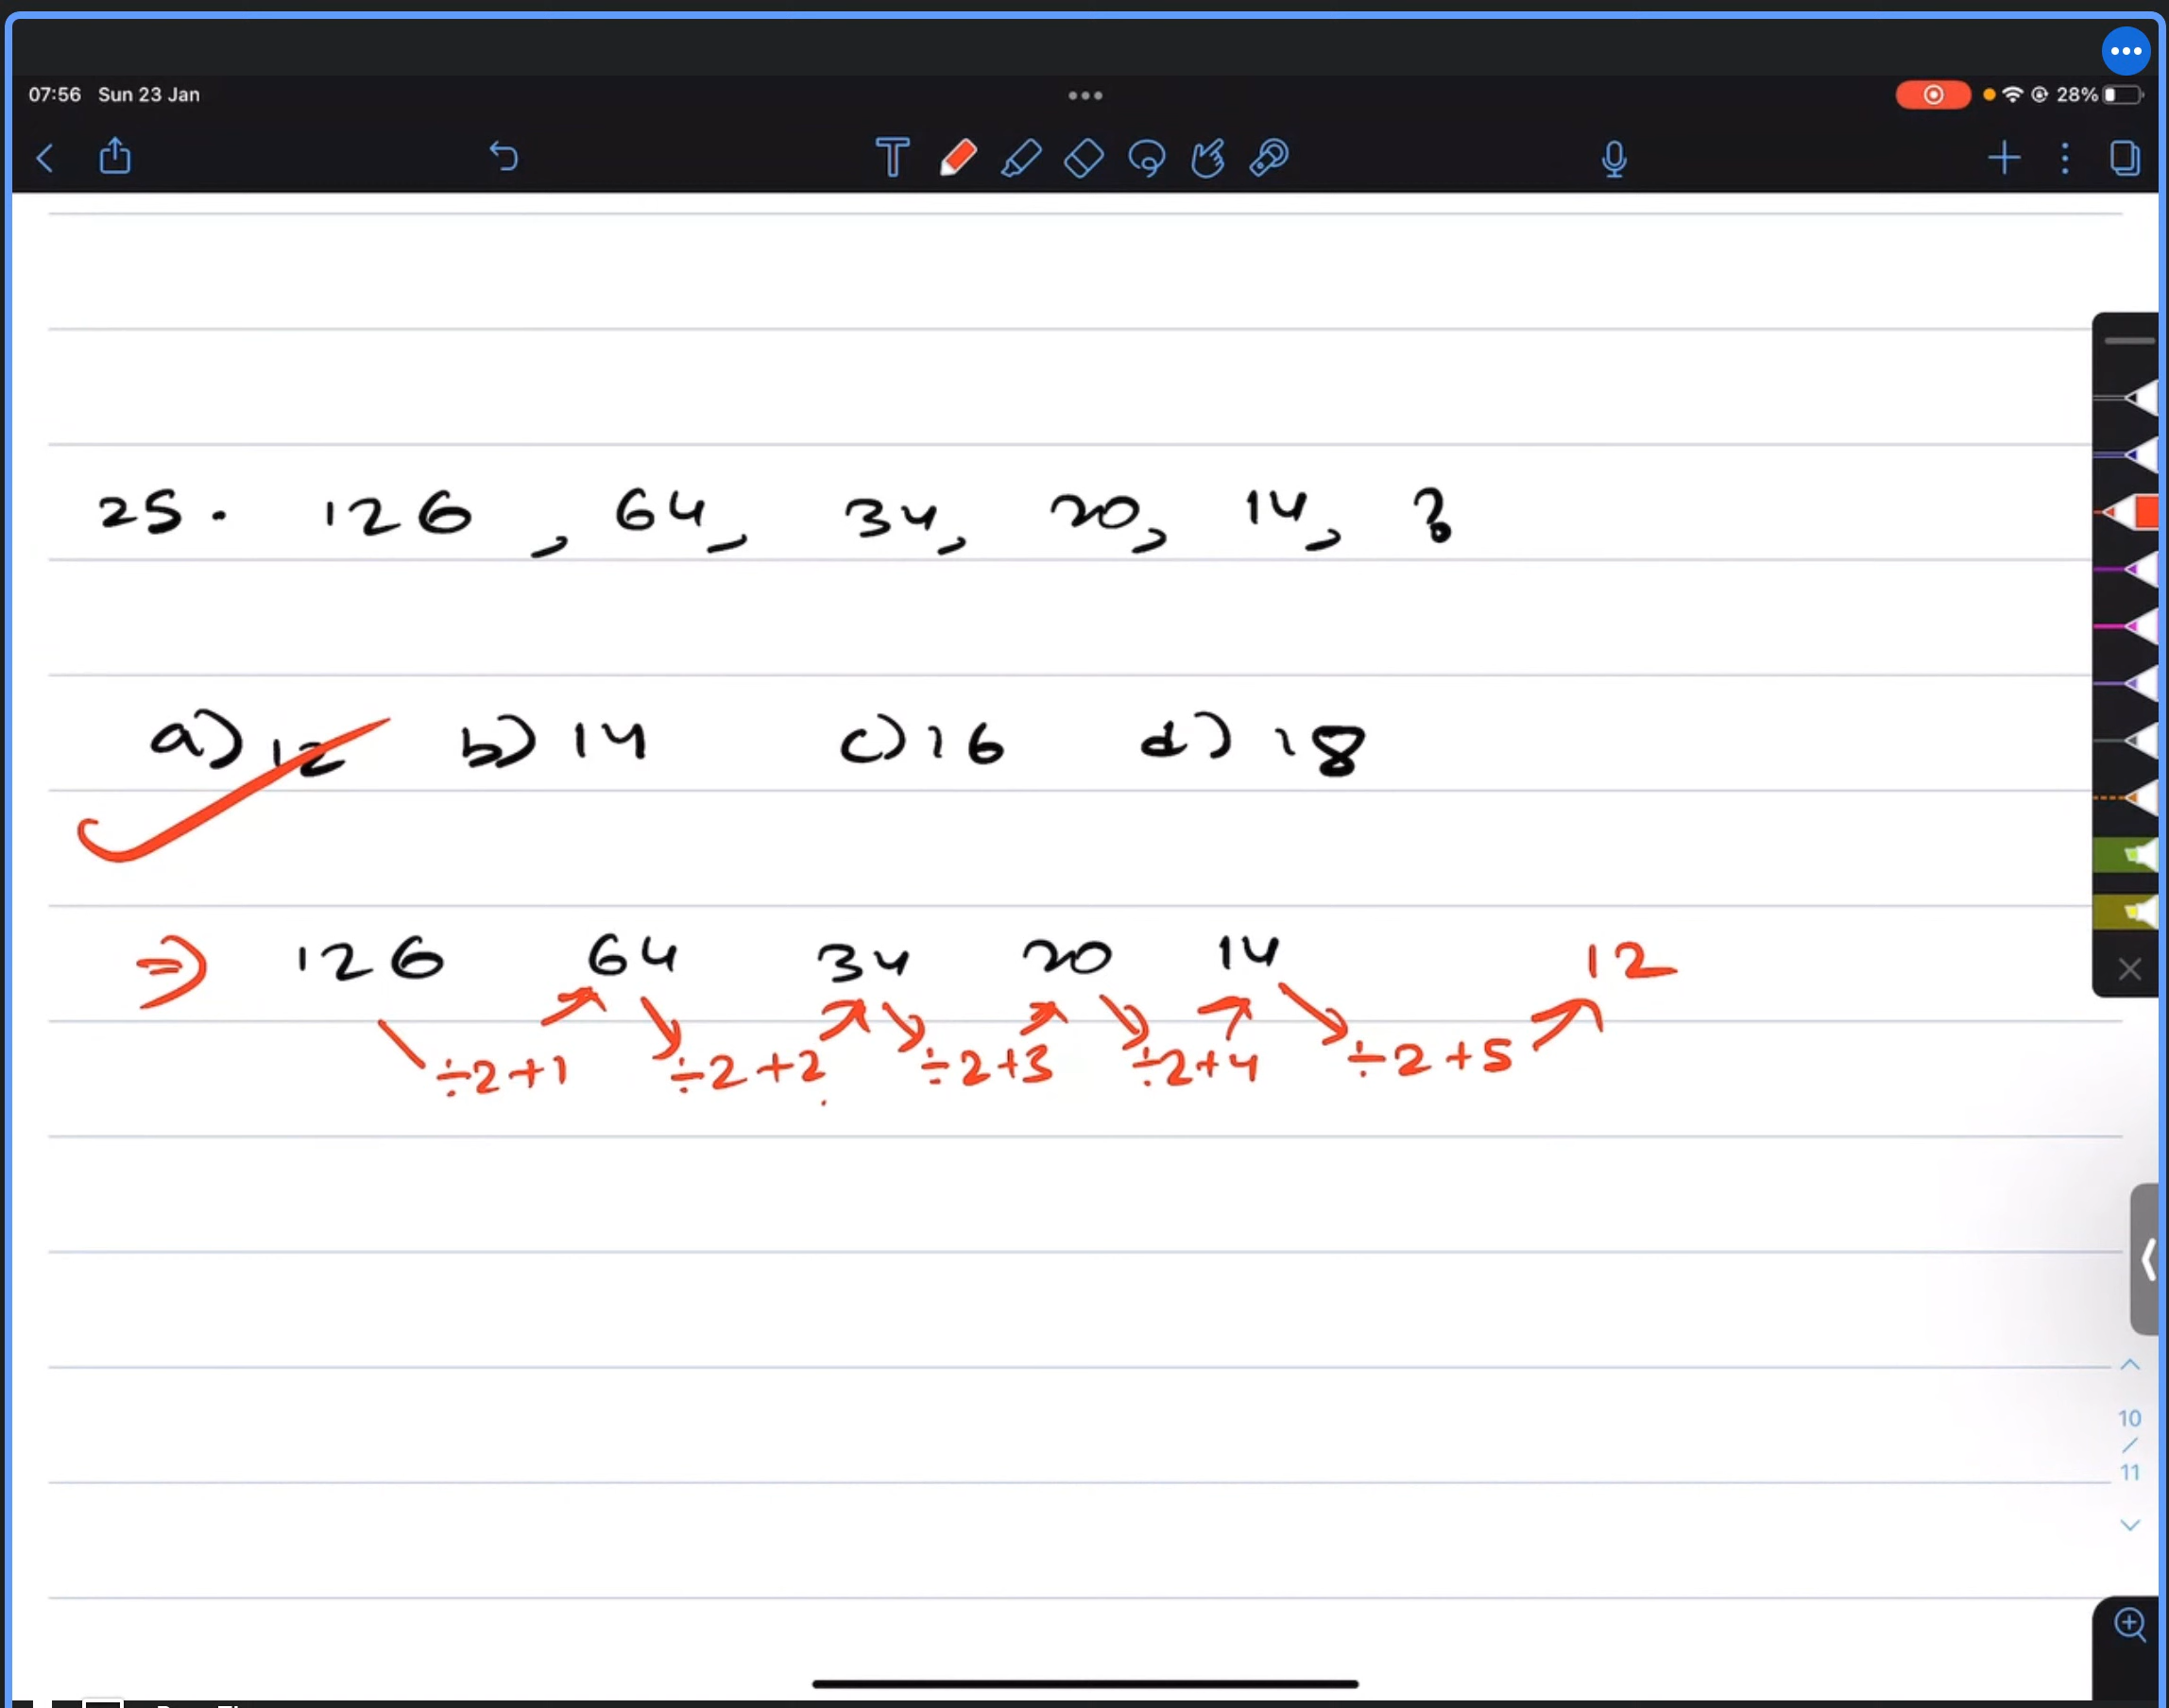 07:56 Sun 23 Jan
28%
T
25. 126, 64, 34, 20, 14, ?
a) 12 b) 14 c) 16 d) 18
⇒ 126 64 34 20 14 12
÷2+1 ÷2+2 ÷2+3 ÷2+4 ÷2+5
10
/
11